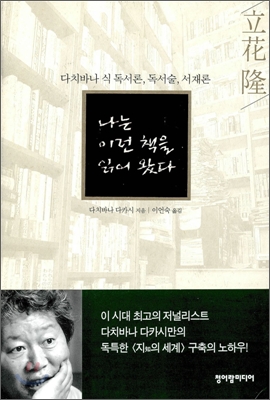 立花 隆
다치바나 식 독서론, 독서술, 서재론
나는
이런 책을
읽어 왔다
다치바나 다카시 지음 | 이언숙 옮김
이 시대 최고의 저널리스트
다치바나 다카시만의
독특한 〈지知의 세계〉 구축의 노하우!
청어람미디어